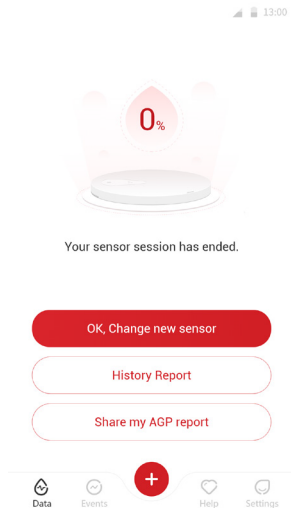 13:00
0%
Your sensor session has ended.
OK, Change new sensor
History Report
Share my AGP report
+
Data Events Help Settings